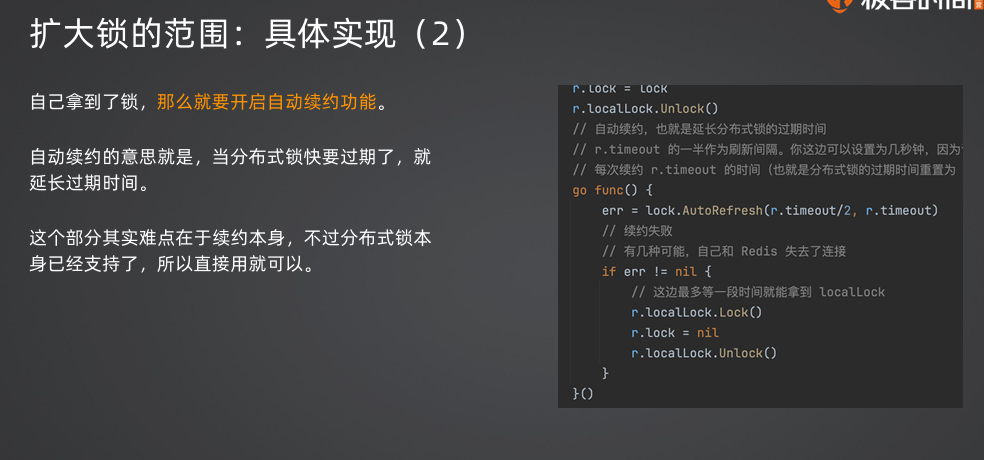 扩大锁的范围：具体实现（2）
自己拿到了锁，那么就要开启自动续约功能。
自动续约的意思就是，当分布式锁快要过期了，就
延长过期时间。
这个部分其实难点在于续约本身，不过分布式锁本
身已经支持了，所以直接用就可以。
r.lock = lock
r.localLock.Unlock()
// 自动续约，也就是延长分布式锁的过期时间
// r.timeout 的一半作为刷新间隔。你这边可以设置为几秒钟，因为
// 每次续约 r.timeout 的时间（也就是分布式锁的过期时间重置为
go func() {
err = lock.AutoRefresh(r.timeout/2, r.timeout)
// 续约失败
// 有几种可能，自己和 Redis 失去了连接
if err != nil {
// 这边最多等一段时间就能拿到 localLock
r.localLock.Lock()
r.lock = nil
r.localLock.Unlock()
}
}()